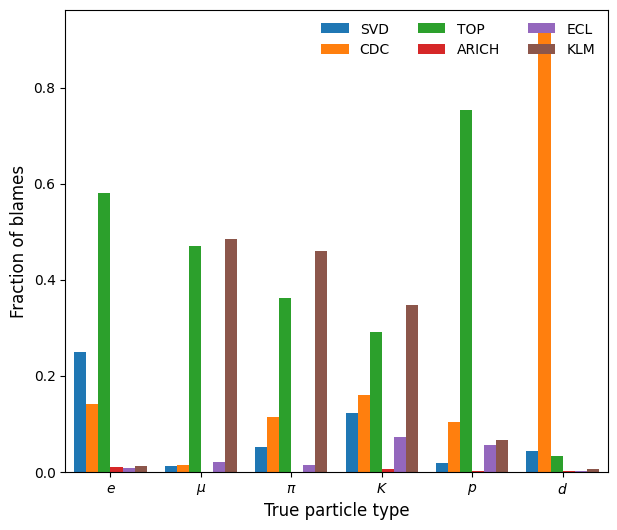 SVD TOP ECL
CDC ARICH KLM
Fraction of blames
0.8
0.6
0.4
0.2
0.0
e μ π K p d
True particle type